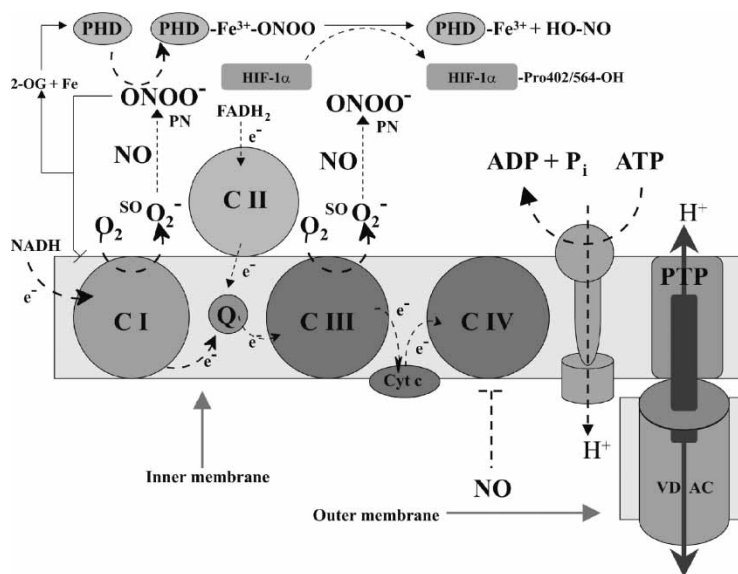 PHD PHD -Fe³⁺-ONOO PHD -Fe³⁺ + HO-NO
2-OG + Fe
HIF-1α HIF-1α -Pro402/564-OH
ONOO⁻ ONOO⁻
PN FADH₂ PN
e⁻
NO NO ADP + Pᵢ ATP
C II
O₂ SO O₂⁻ O₂ SO O₂⁻ H⁺
NADH e⁻ PTP
e⁻
C I Q C III e⁻ C IV
e⁻ e⁻ e⁻
Cyt c
H⁺
Inner membrane NO VDAC
Outer membrane